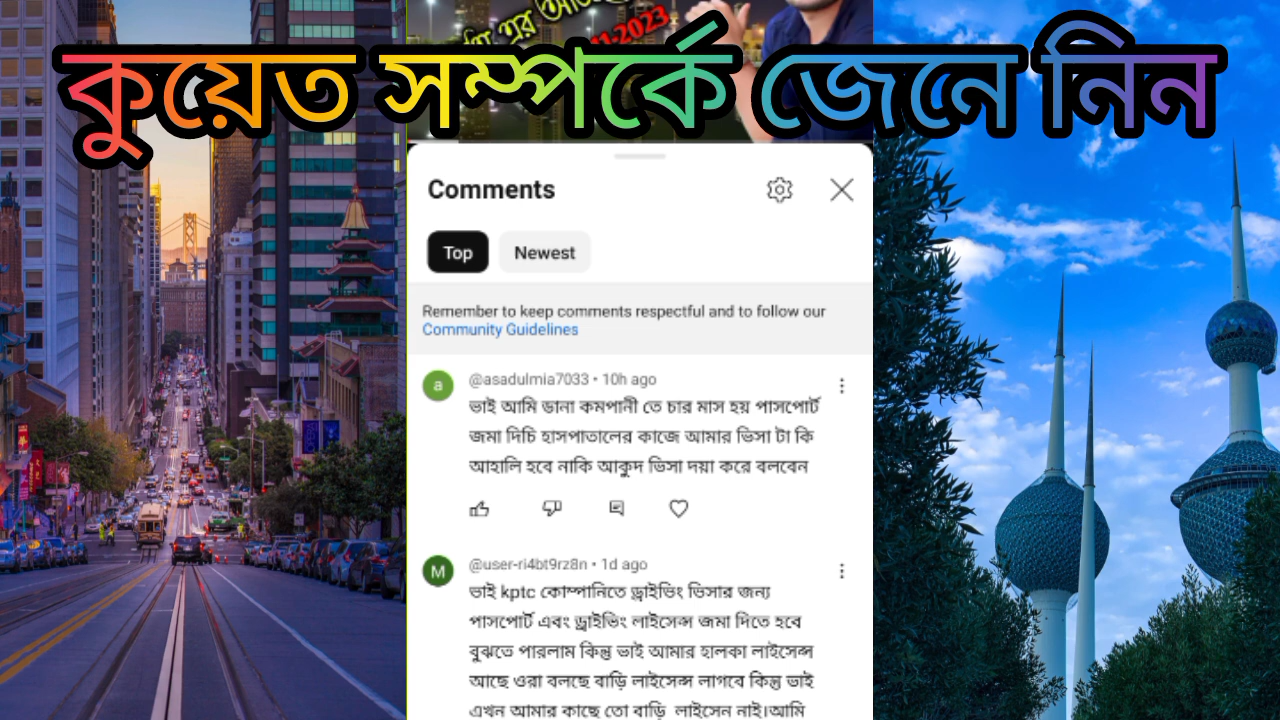 এর
11-2023
কুয়েত সম্পর্কে জেনে নিন
Comments
Top
Newest
Remember to keep comments respectful and to follow our
Community Guidelines
a
@asadulmia7033 • 10h ago
ভাই আমি ডানা কমপানী তে চার মাস হয় পাসপোর্ট
জমা দিচি হাসপাতালের কাজে আমার ভিসা টা কি
আহালি হবে নাকি আকুদ ভিসা দয়া করে বলবেন
M
@user-ri4bt9rz8n • 1d ago
ভাই kptc কোম্পানিতে ড্রাইভিং ভিসার জন্য
পাসপোর্ট এবং ড্রাইভিং লাইসেন্স জমা দিতে হবে
বুঝতে পারলাম কিন্তু ভাই আমার হালকা লাইসেন্স
আছে ওরা বলছে বাড়ি লাইসেন্স লাগবে কিন্তু ভাই
এখন আমার কাছে তো বাড়ি লাইসেন নাই।আমি